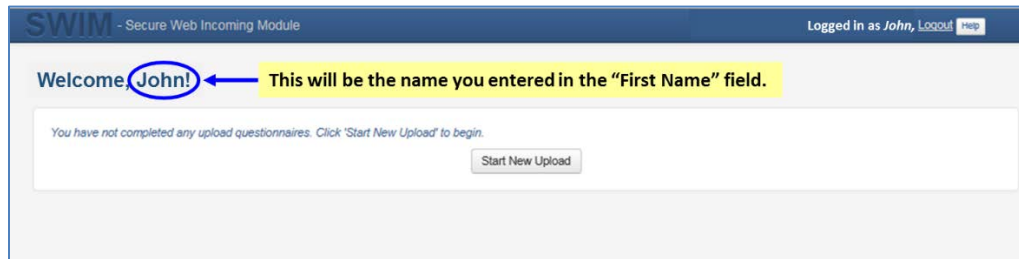 SWIM - Secure Web Incoming Module
Logged in as John, Logout Help
Welcome, John!
This will be the name you entered in the “First Name” field.
You have not completed any upload questionnaires. Click 'Start New Upload' to begin.
Start New Upload